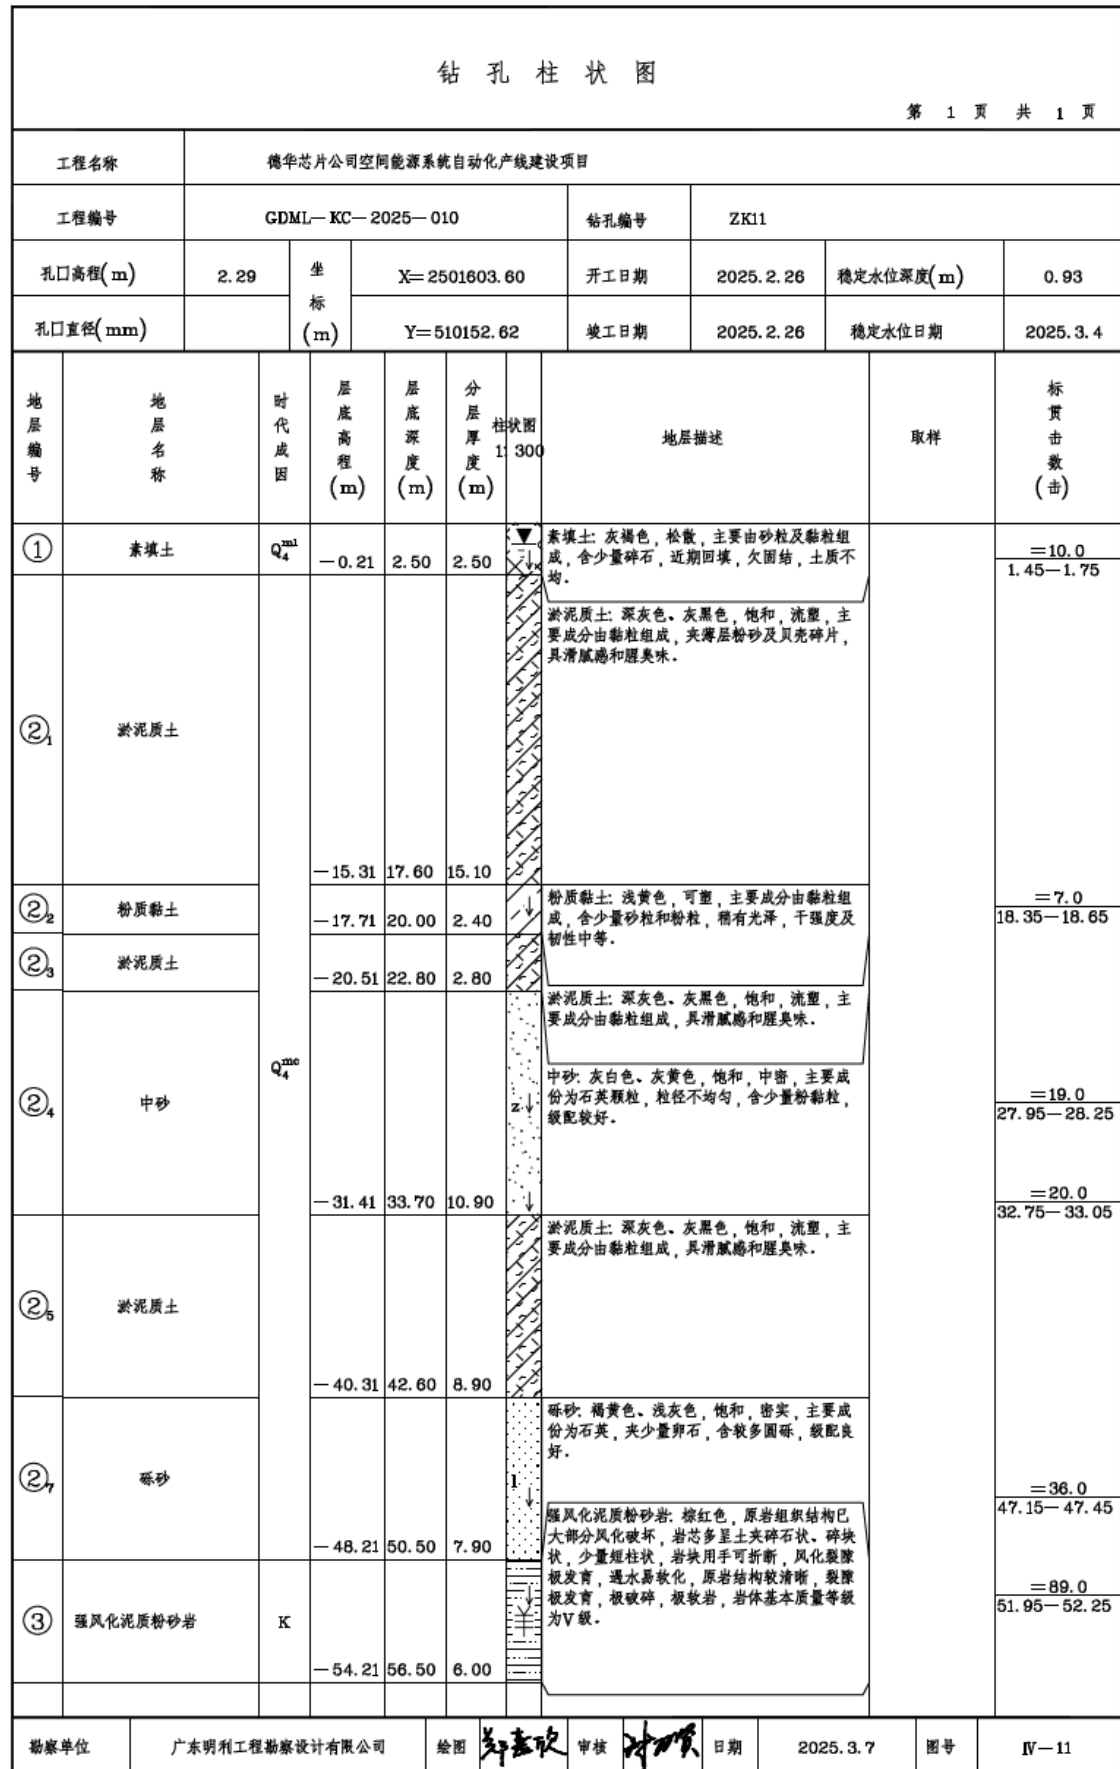 钻孔柱状图
第 1 页 共 1 页
工程名称 德华芯片公司空间能源系统自动化产线建设项目
工程编号 GDML—KC—2025—010 钻孔编号 ZK11
孔口高程(m) 2.29 坐标(m) X=2501603.60 开工日期 2025.2.26 稳定水位深度(m) 0.93
孔口直径(mm) Y=510152.62 竣工日期 2025.2.26 稳定水位日期 2025.3.4
地层编号 地层名称 时代成因 层底高程(m) 层底深度(m) 分层厚度(m) 柱状图 1:300 地层描述 取样 标贯击数(击)
① 素填土 Q4ml —0.21 2.50 2.50
素填土: 灰褐色, 松散, 主要由砂粒及黏粒组
成, 含少量碎石, 近期回填, 欠固结, 土质不
均.
=10.0
1.45—1.75
②1 淤泥质土 —15.31 17.60 15.10
淤泥质土: 深灰色、灰黑色, 饱和, 流塑, 主
要成分由黏粒组成, 夹薄层粉砂及贝壳碎片,
具滑腻感和腥臭味.
②2 粉质黏土 —17.71 20.00 2.40
粉质黏土: 浅黄色, 可塑, 主要成分由黏粒组
成, 含少量砂粒和粉粒, 稍有光泽, 干强度及
韧性中等.
=7.0
18.35—18.65
②3 淤泥质土 —20.51 22.80 2.80
淤泥质土: 深灰色、灰黑色, 饱和, 流塑, 主
要成分由黏粒组成, 具滑腻感和腥臭味.
Q4mc
②4 中砂 —31.41 33.70 10.90
z
中砂: 灰白色、灰黄色, 饱和, 中密, 主要成
份为石英颗粒, 粒径不均匀, 含少量粉黏粒,
级配较好.
=19.0
27.95—28.25
=20.0
32.75—33.05
②5 淤泥质土 —40.31 42.60 8.90
淤泥质土: 深灰色、灰黑色, 饱和, 流塑, 主
要成分由黏粒组成, 具滑腻感和腥臭味.
②7 砾砂 —48.21 50.50 7.90
l
砾砂: 褐黄色、浅灰色, 饱和, 密实, 主要成
份为石英, 夹少量卵石, 含较多圆砾, 级配良
好.
=36.0
47.15—47.45
③ 强风化泥质粉砂岩 K —54.21 56.50 6.00
强风化泥质粉砂岩: 棕红色, 原岩组织结构已
大部分风化破坏, 岩芯多呈土夹碎石状、碎块
状, 少量短柱状, 岩块用手可折断, 风化裂隙
极发育, 遇水易软化, 原岩结构较清晰, 裂隙
极发育, 极破碎, 极软岩, 岩体基本质量等级
为V级.
=89.0
51.95—52.25
勘察单位 广东明利工程勘察设计有限公司 绘图 郑嘉欣 审核 日期 2025.3.7 图号 Ⅳ—11